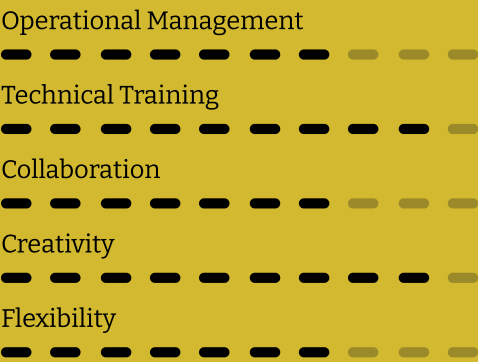 Operational Management
Technical Training
Collaboration
Creativity
Flexibility